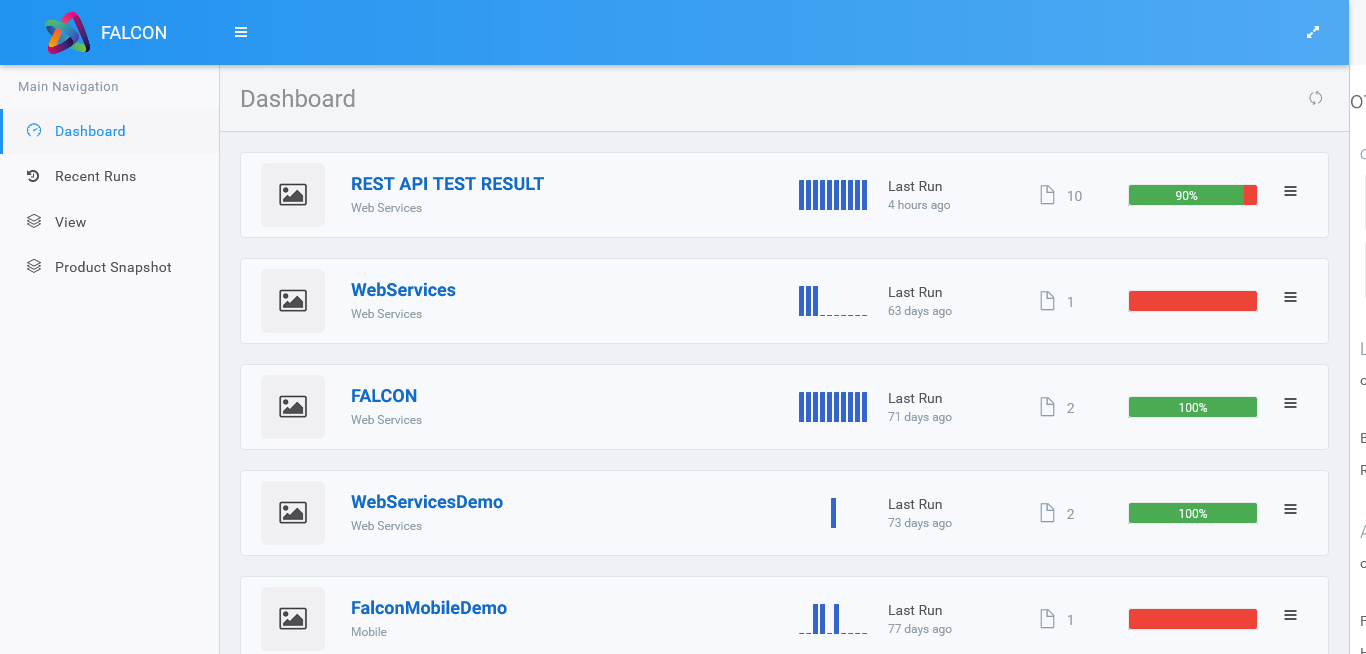 FALCON
Main Navigation
Dashboard
Recent Runs
View
Product Snapshot
Dashboard
REST API TEST RESULT
Web Services
Last Run
4 hours ago
10
90%
WebServices
Web Services
Last Run
63 days ago
1
FALCON
Web Services
Last Run
71 days ago
2
100%
WebServicesDemo
Web Services
Last Run
73 days ago
2
100%
FalconMobileDemo
Mobile
Last Run
77 days ago
1